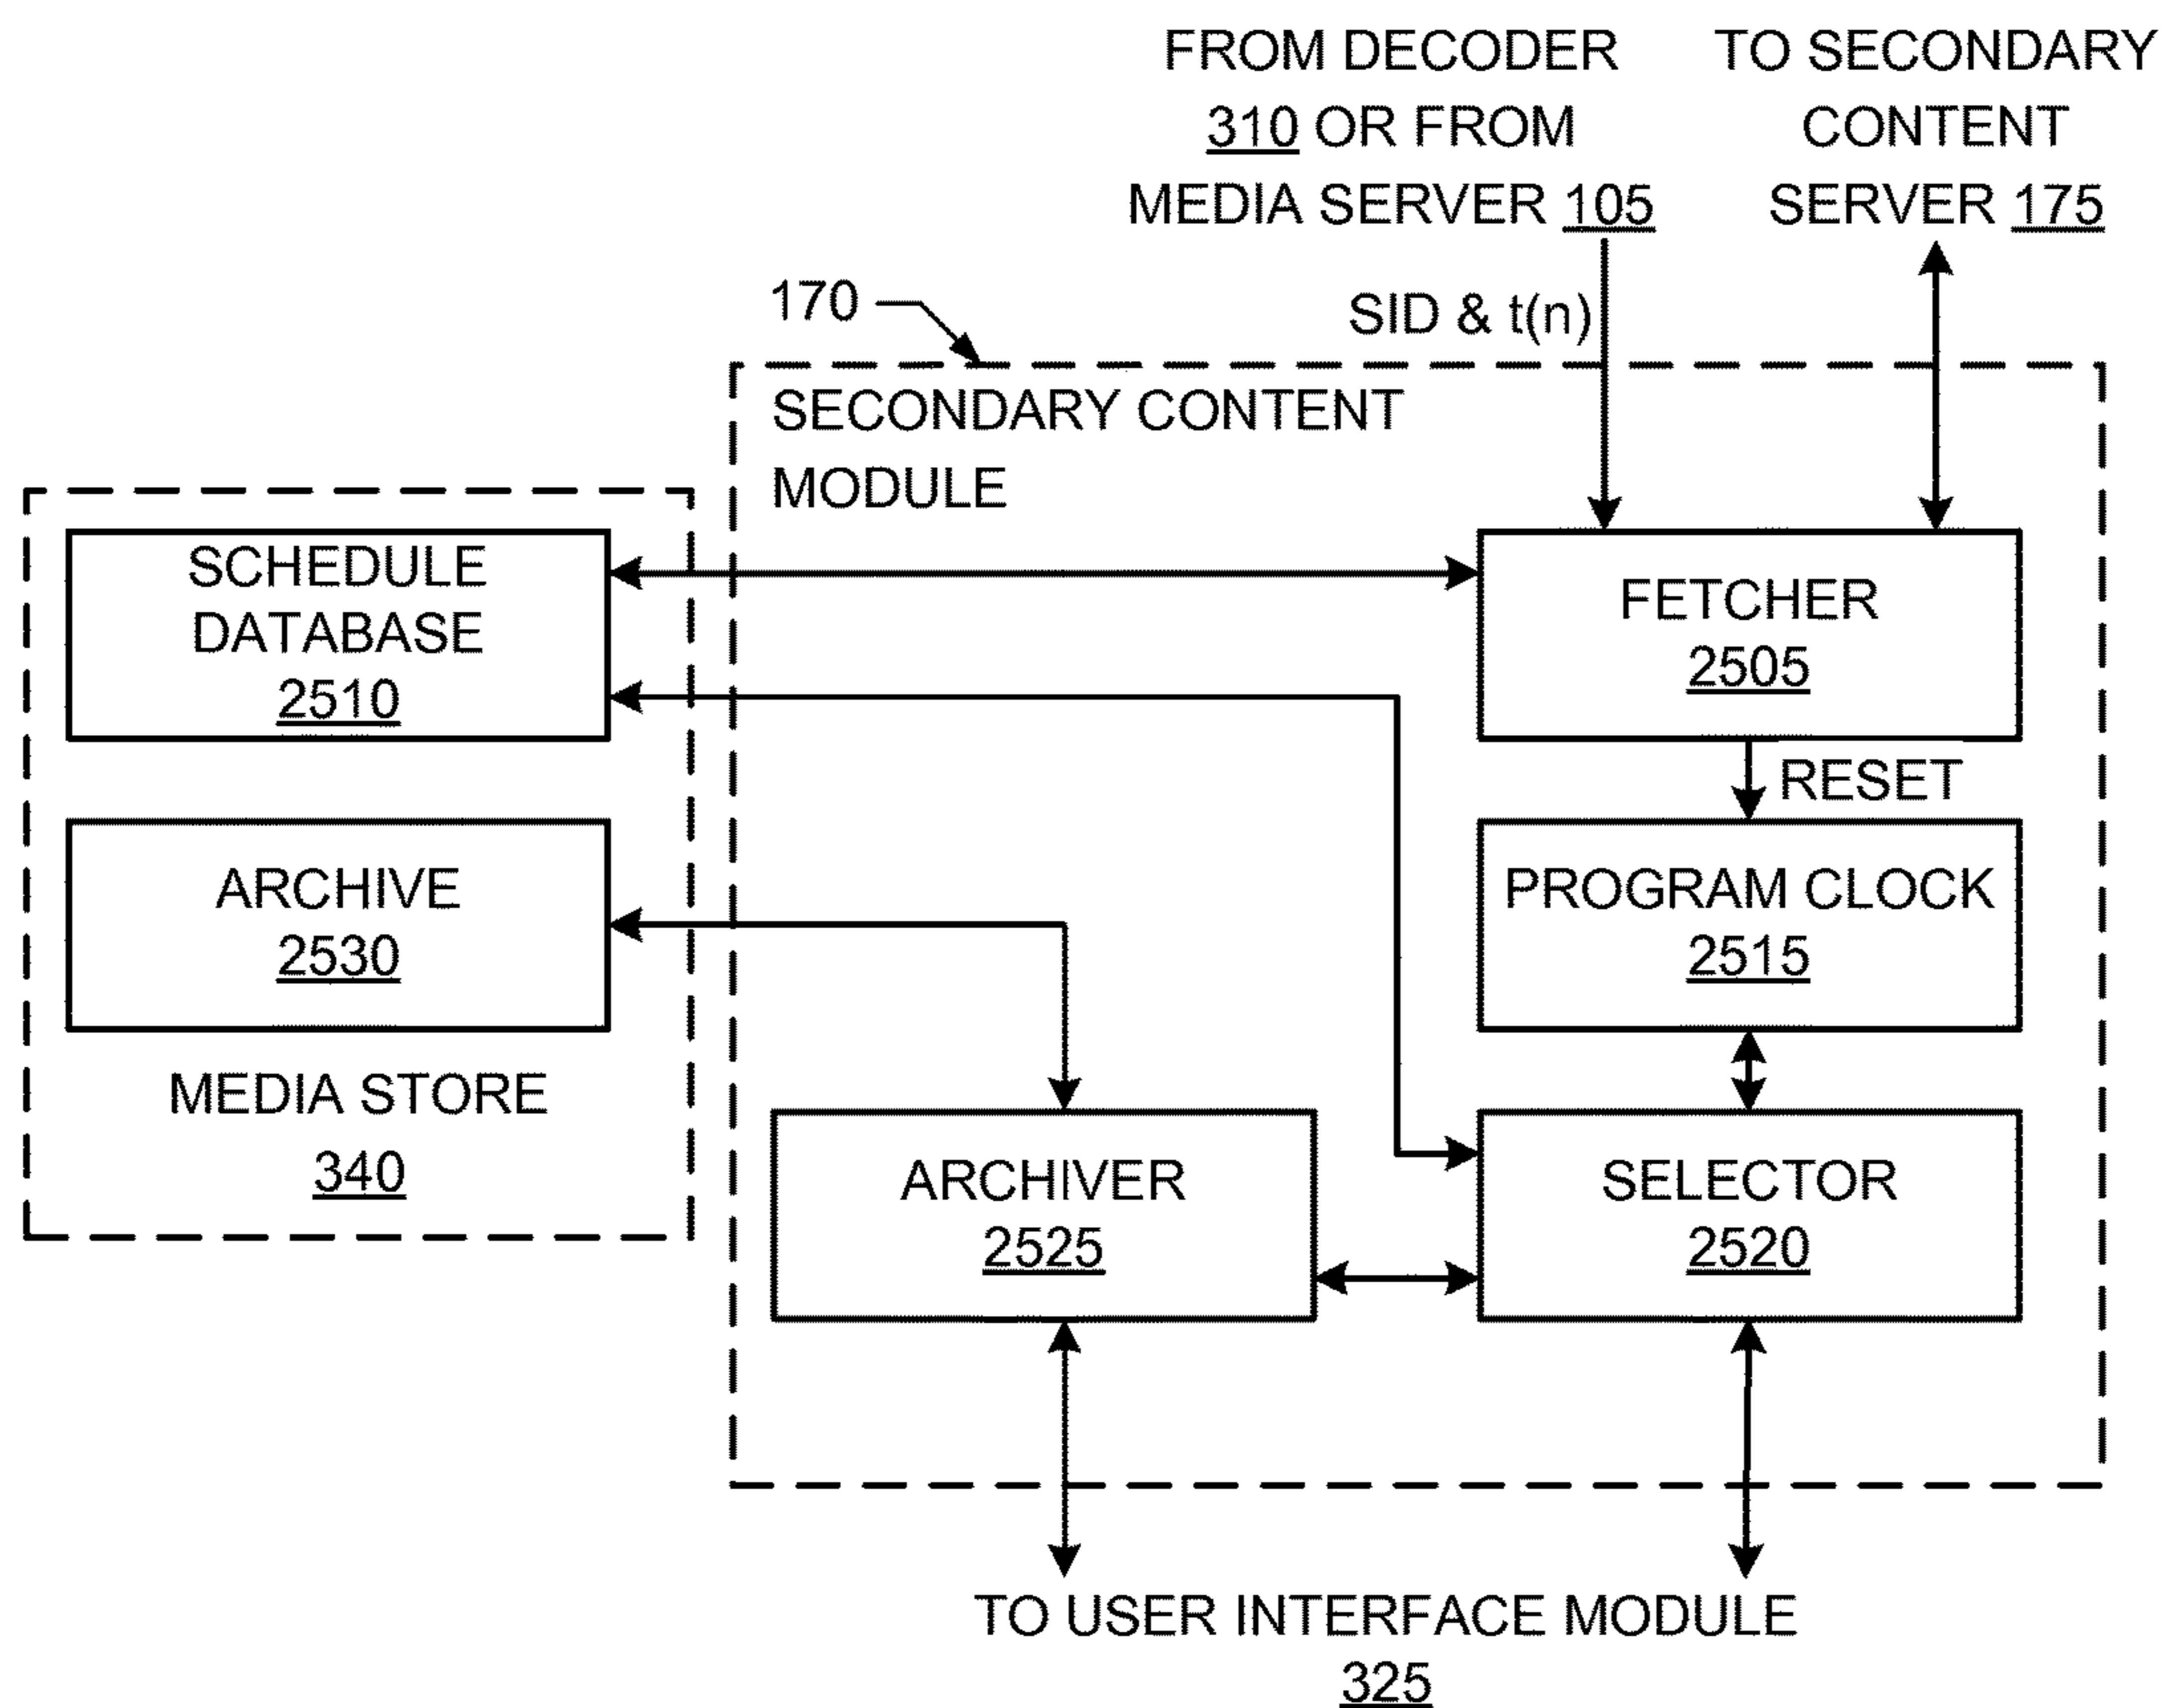 FROM DECODER
310 OR FROM
MEDIA SERVER 105
TO SECONDARY
CONTENT
SERVER 175
170
SID & t(n)
SECONDARY CONTENT
MODULE
SCHEDULE
DATABASE
2510
FETCHER
2505
RESET
ARCHIVE
2530
PROGRAM CLOCK
2515
MEDIA STORE
340
ARCHIVER
2525
SELECTOR
2520
TO USER INTERFACE MODULE
325